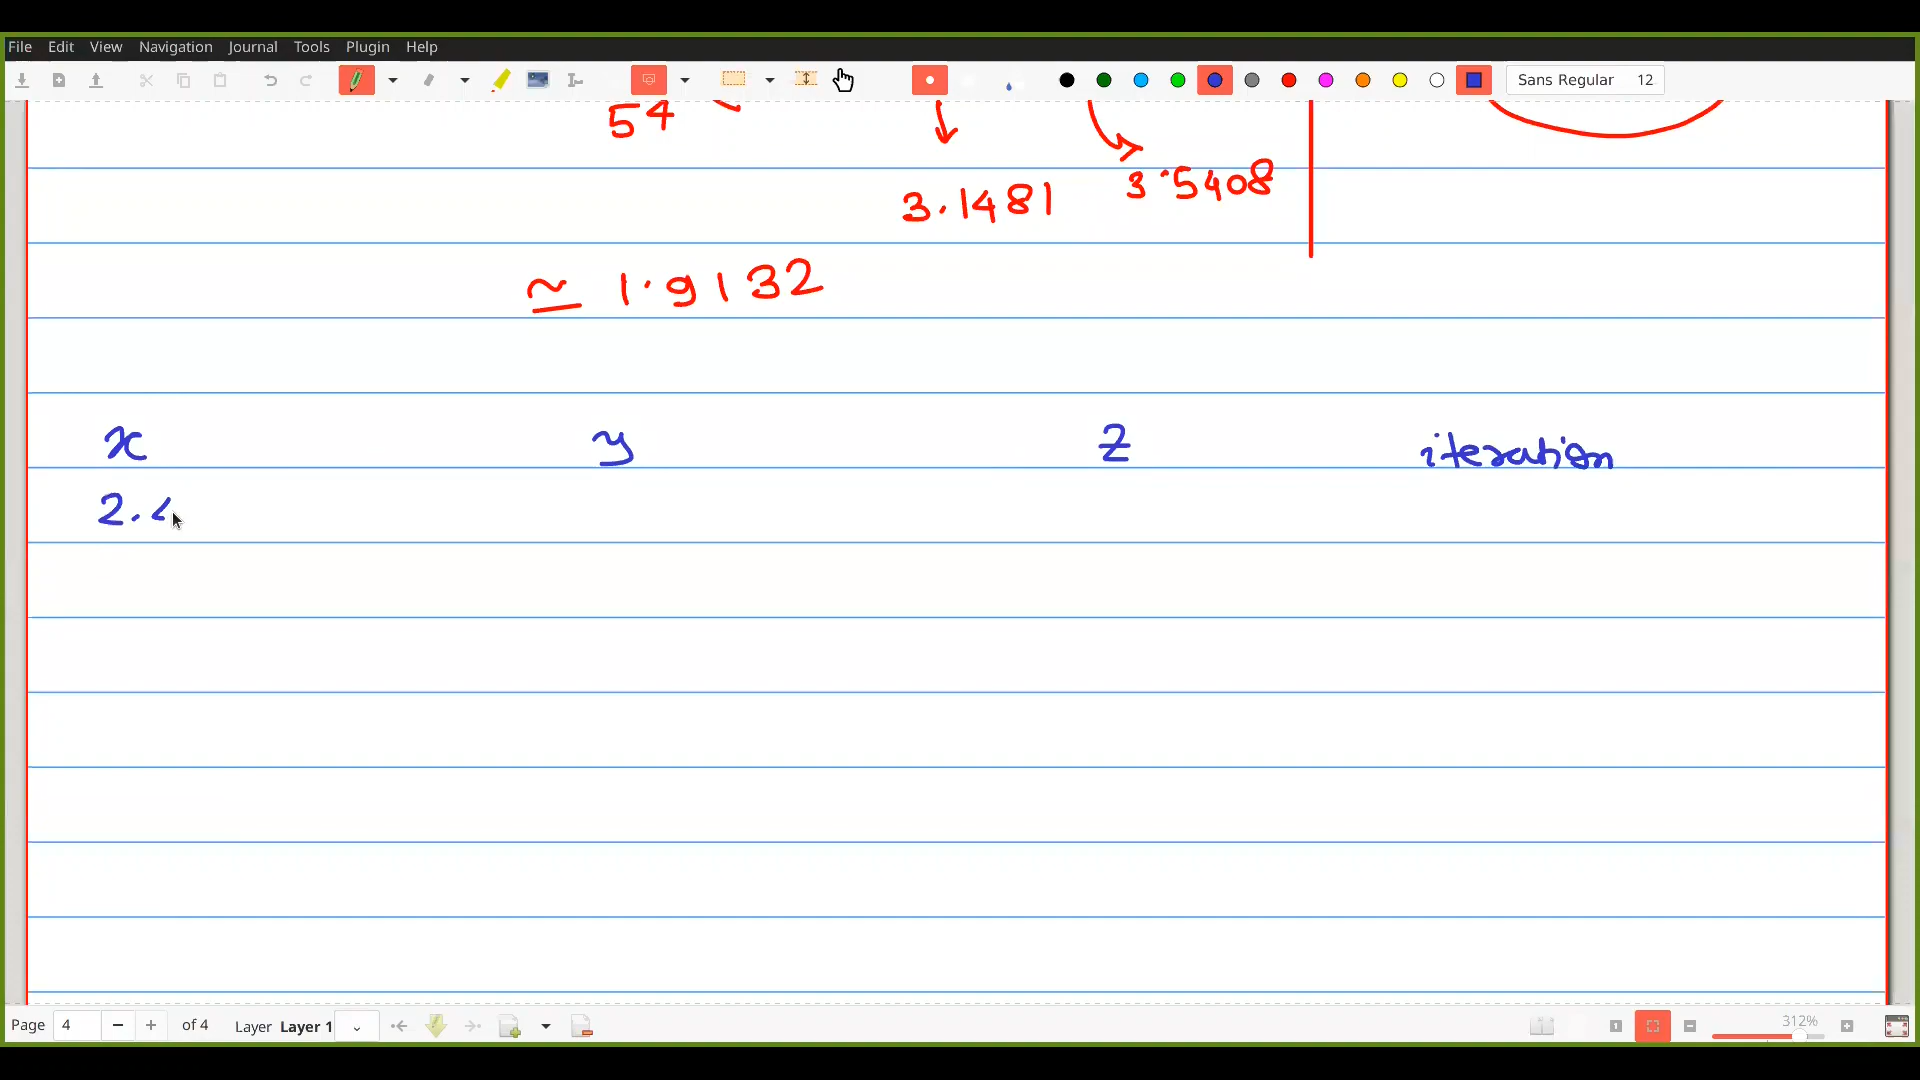 File Edit View Navigation Journal Tools Plugin Help
Sans Regular 12
54
3.1481 3.5408
≃ 1.9132
x y z iteration
2.
Page 4 of 4 Layer Layer 1 312%